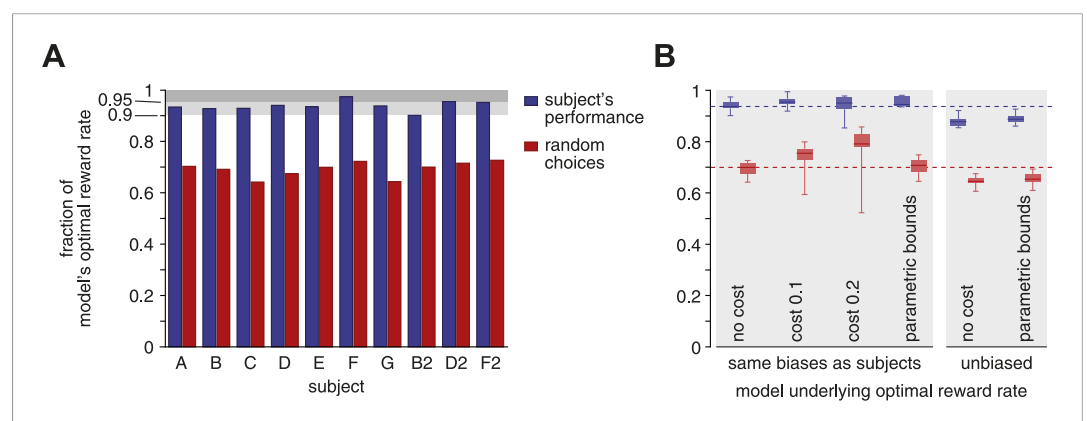 A
B
fraction of
model's optimal reward rate
1
0.95
0.9
0.8
0.6
0.4
0.2
0
A B C D E F G B2 D2 F2
subject
subject's
performance
random
choices
1
0.8
0.6
0.4
0.2
0
no cost
cost 0.1
cost 0.2
parametric bounds
no cost
parametric bounds
same biases as subjects
unbiased
model underlying optimal reward rate